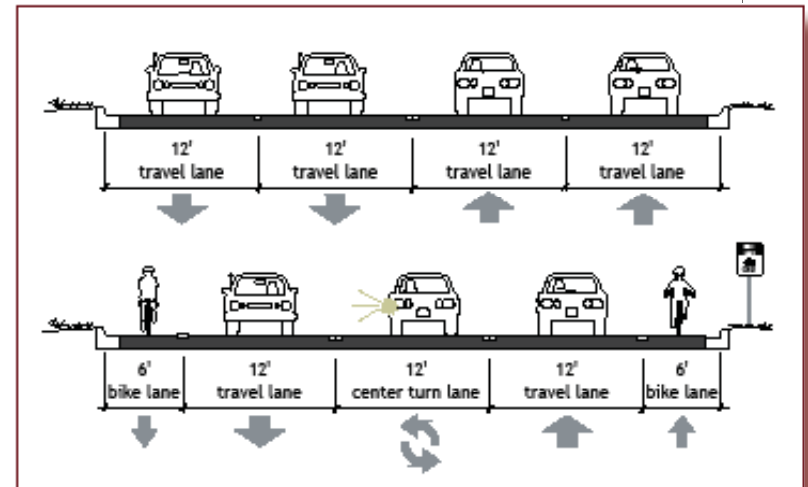 12' 12' 12' 12'
travel lane travel lane travel lane travel lane
6' 12' 12' 12' 6'
bike lane travel lane center turn lane travel lane bike lane